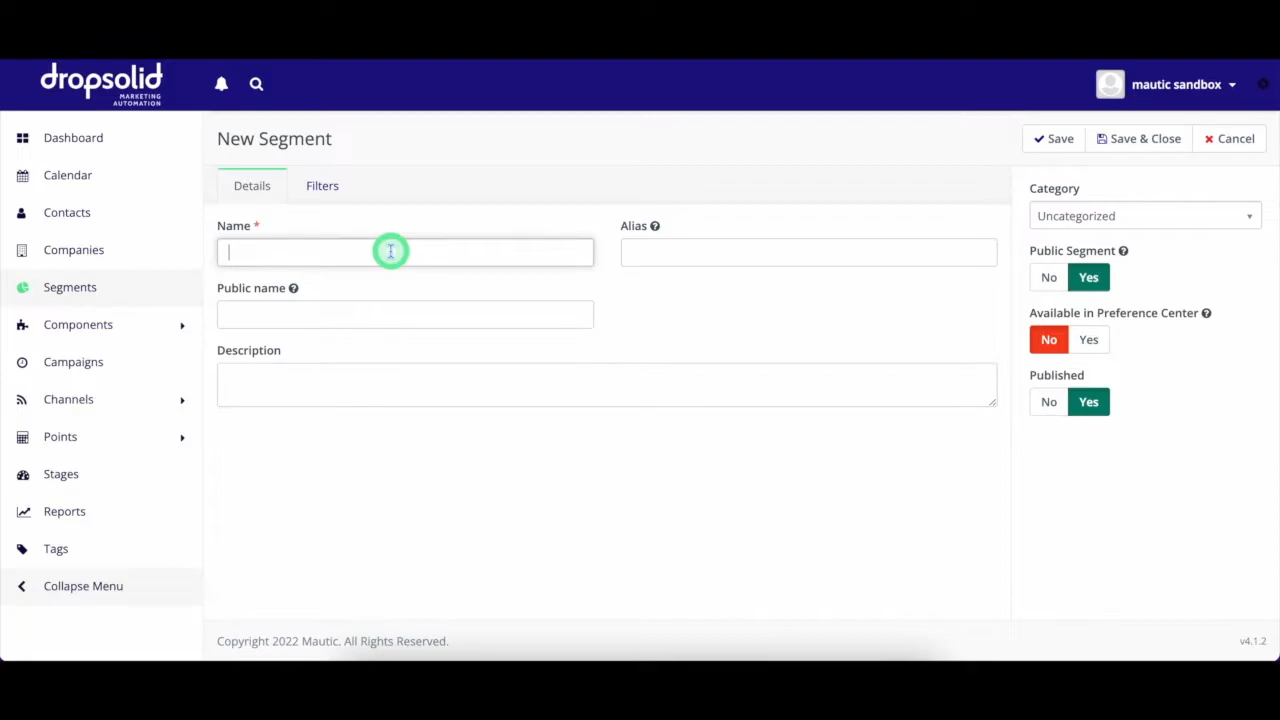 dropsolid
MARKETING
AUTOMATION
mautic sandbox
Dashboard
Calendar
Contacts
Companies
Segments
Components
Campaigns
Channels
Points
Stages
Reports
Tags
Collapse Menu
New Segment
Save
Save & Close
Cancel
Details
Filters
Name *
Alias
Public name
Description
Category
Uncategorized
Public Segment
No Yes
Available in Preference Center
No Yes
Published
No Yes
Copyright 2022 Mautic. All Rights Reserved.
v4.1.2